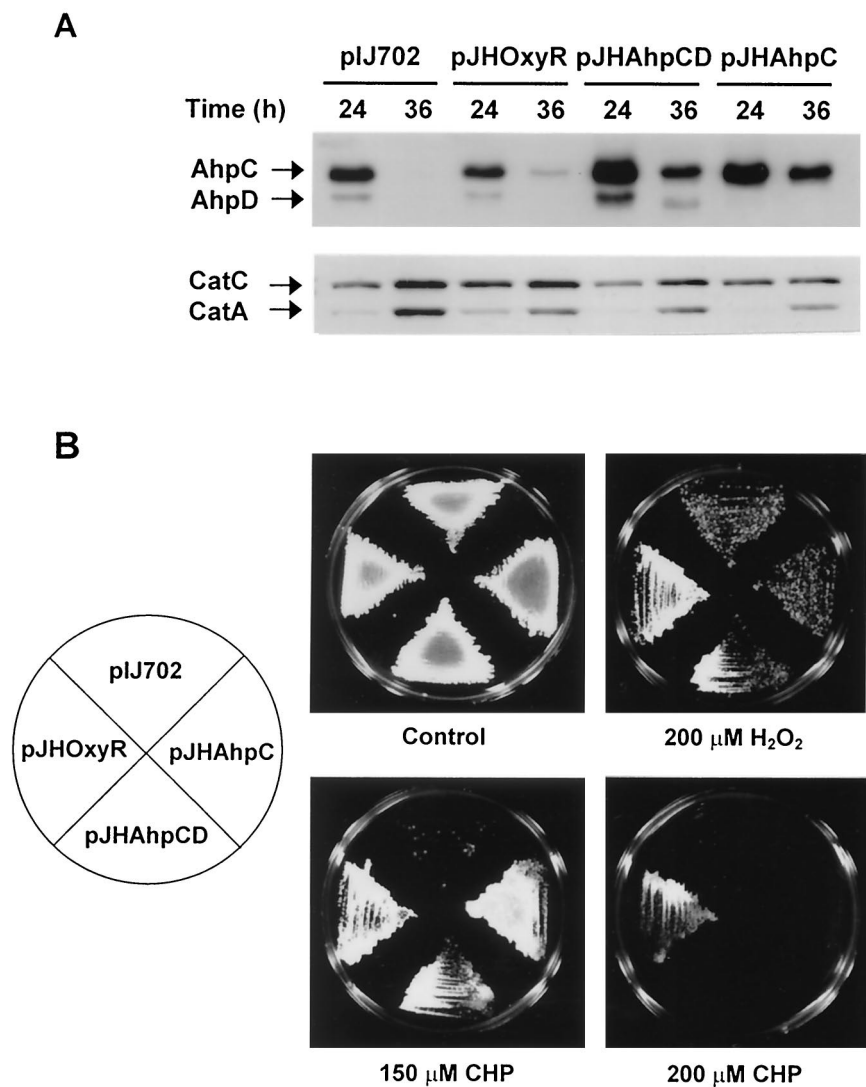 A
pIJ702 pJHOxyR pJHAhpCD pJHAhpC
Time (h) 24 36 24 36 24 36 24 36
AhpC
AhpD
CatC
CatA
B
pIJ702
pJHOxyR pJHAhpC
pJHAhpCD
Control 200 μM H₂O₂
150 μM CHP 200 μM CHP